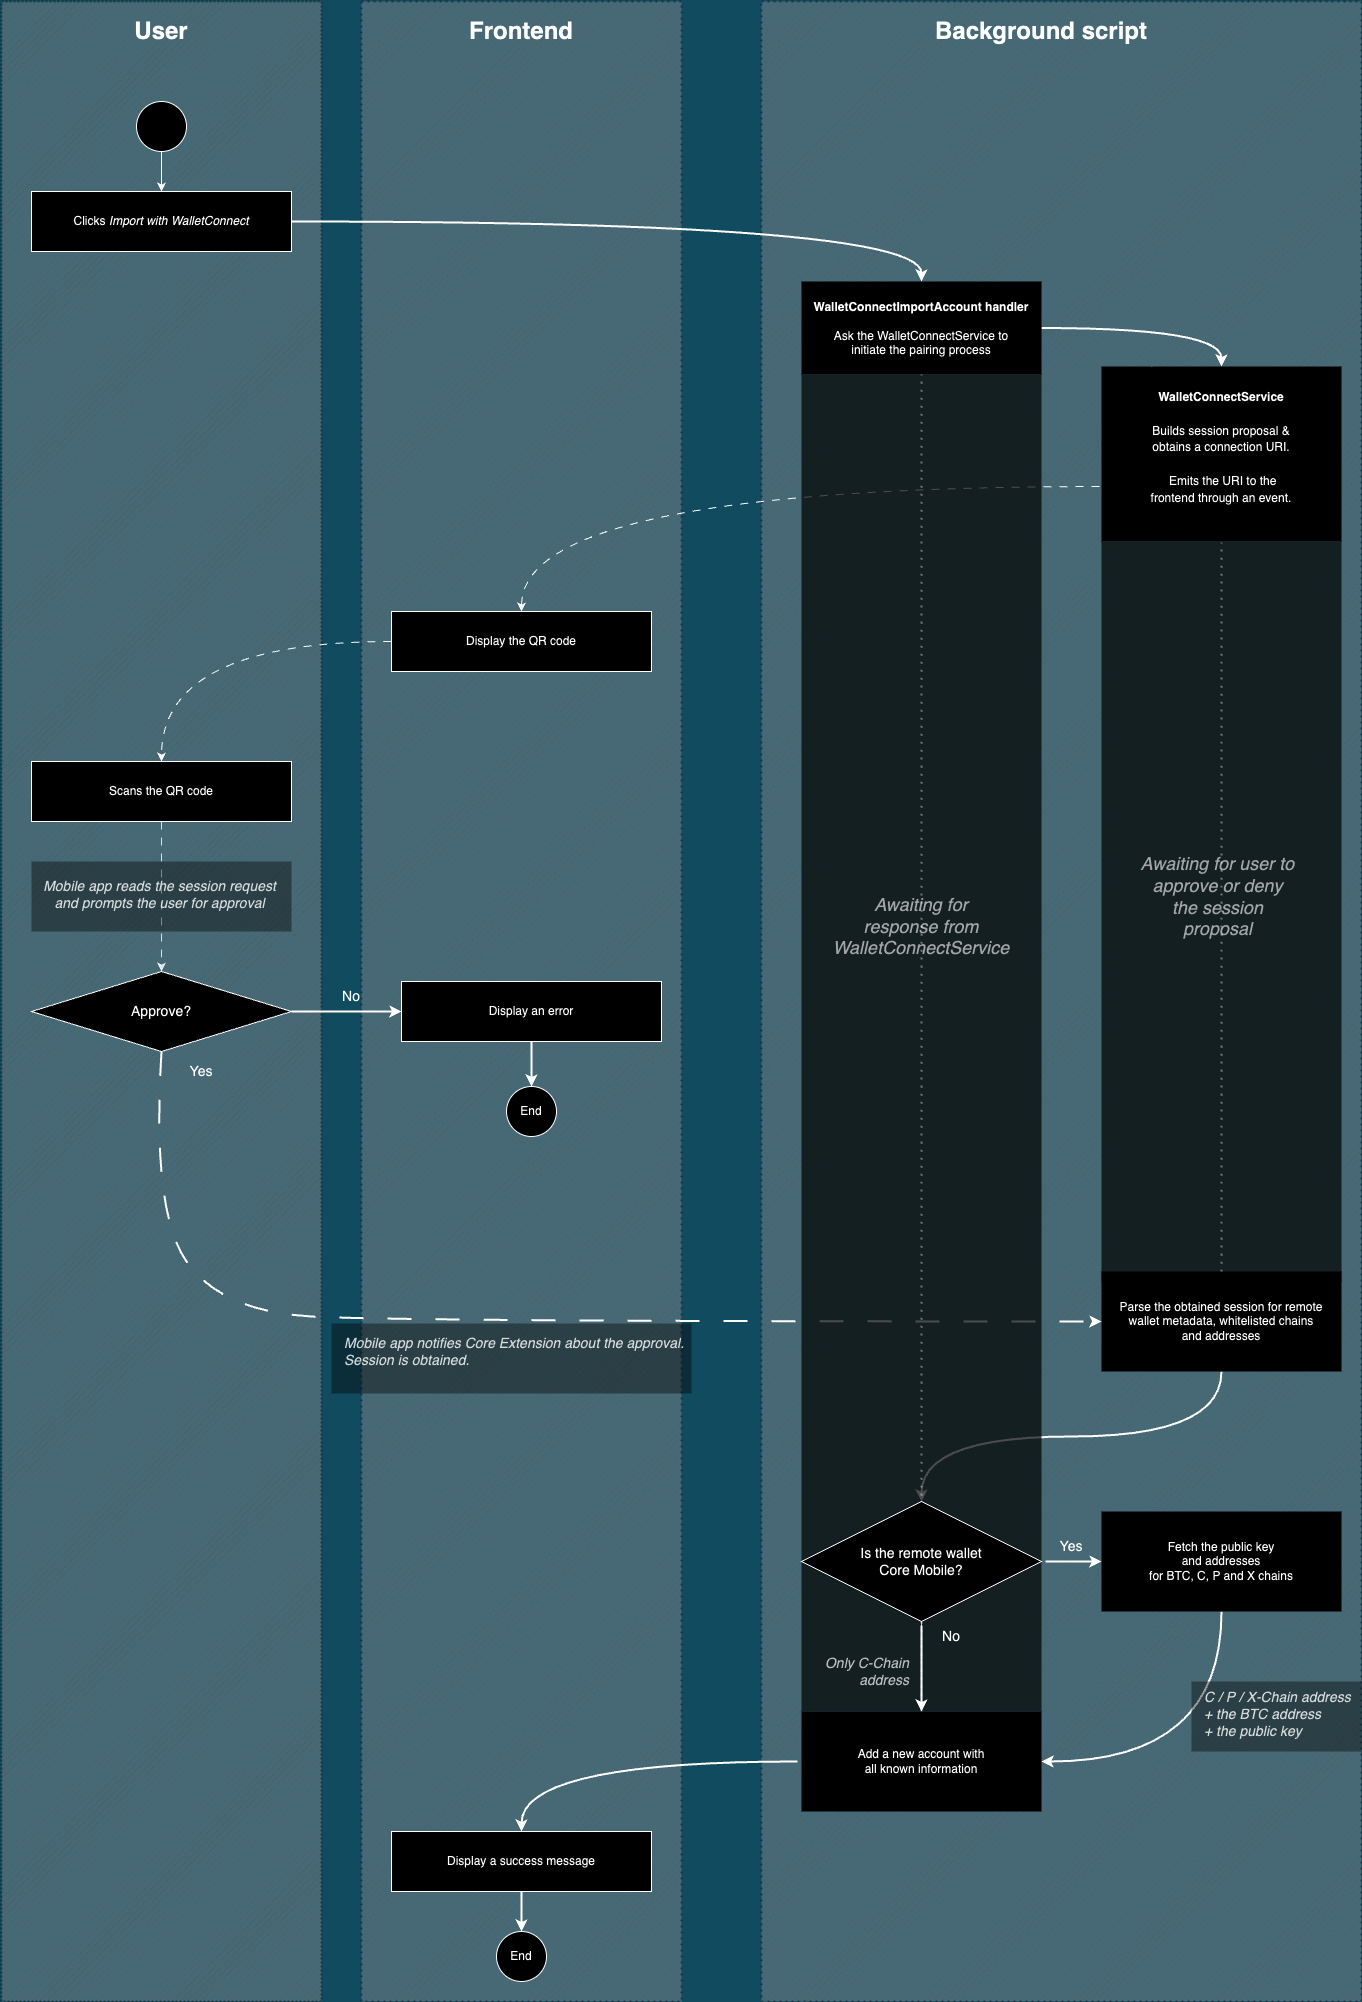 User
Frontend
Background script
Clicks Import with WalletConnect
WalletConnectImportAccount handler
Ask the WalletConnectService to
initiate the pairing process
WalletConnectService
Builds session proposal &
obtains a connection URI.
Emits the URI to the
frontend through an event.
Display the QR code
Scans the QR code
Mobile app reads the session request
and prompts the user for approval
Awaiting for
response from
WalletConnectService
Awaiting for user to
approve or deny
the session
proposal
Approve?
No
Display an error
Yes
End
Mobile app notifies Core Extension about the approval.
Session is obtained.
Parse the obtained session for remote
wallet metadata, whitelisted chains
and addresses
Is the remote wallet
Core Mobile?
Yes
Fetch the public key
and addresses
for BTC, C, P and X chains
No
Only C-Chain
address
C / P / X-Chain address
+ the BTC address
+ the public key
Add a new account with
all known information
Display a success message
End